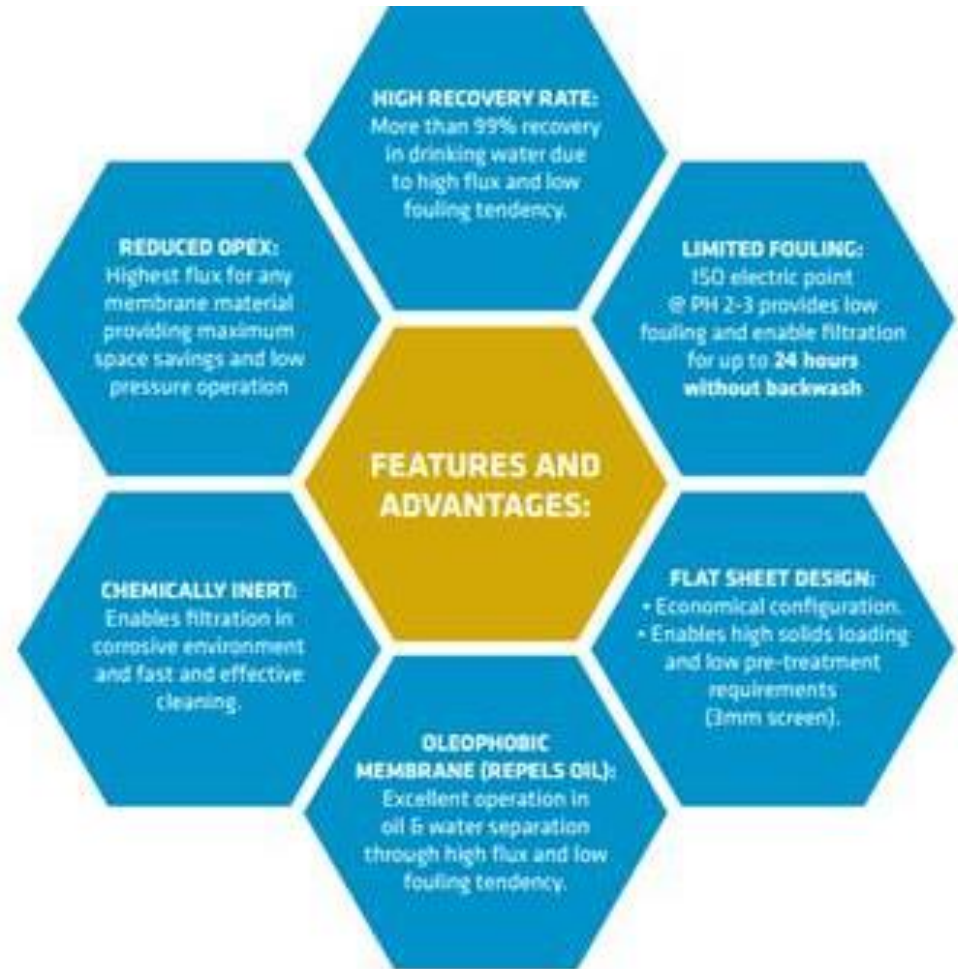 HIGH RECOVERY RATE:
More than 99% recovery
in drinking water due
to high flux and low
fouling tendency.
REDUCED OPEX:
Highest flux for any
membrane material
providing maximum
space savings and low
pressure operation
LIMITED FOULING:
ISO electric point
@ PH 2-3 provides low
fouling and enable filtration
for up to 24 hours
without backwash
FEATURES AND
ADVANTAGES:
CHEMICALLY INERT:
Enables filtration in
corrosive environment
and fast and effective
cleaning.
FLAT SHEET DESIGN:
• Economical configuration.
• Enables high solids loading
and low pre-treatment
requirements
(3mm screen).
OLEOPHOBIC
MEMBRANE (REPELS OIL):
Excellent operation in
oil & water separation
through high flux and low
fouling tendency.